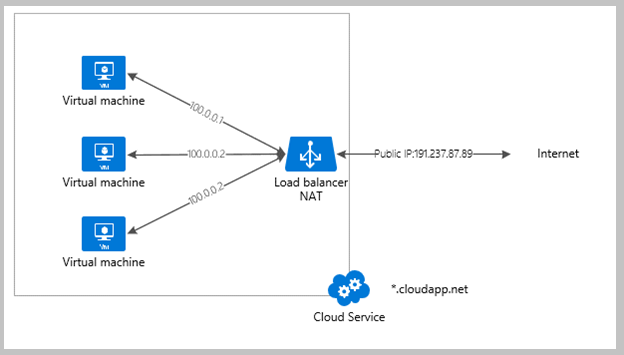 VM
Virtual machine
100.0.0.1
VM
Virtual machine
100.0.0.2
Load balancer
NAT
Public IP:191.237.87.89
Internet
100.0.0.2
VM
Virtual machine
*.cloudapp.net
Cloud Service